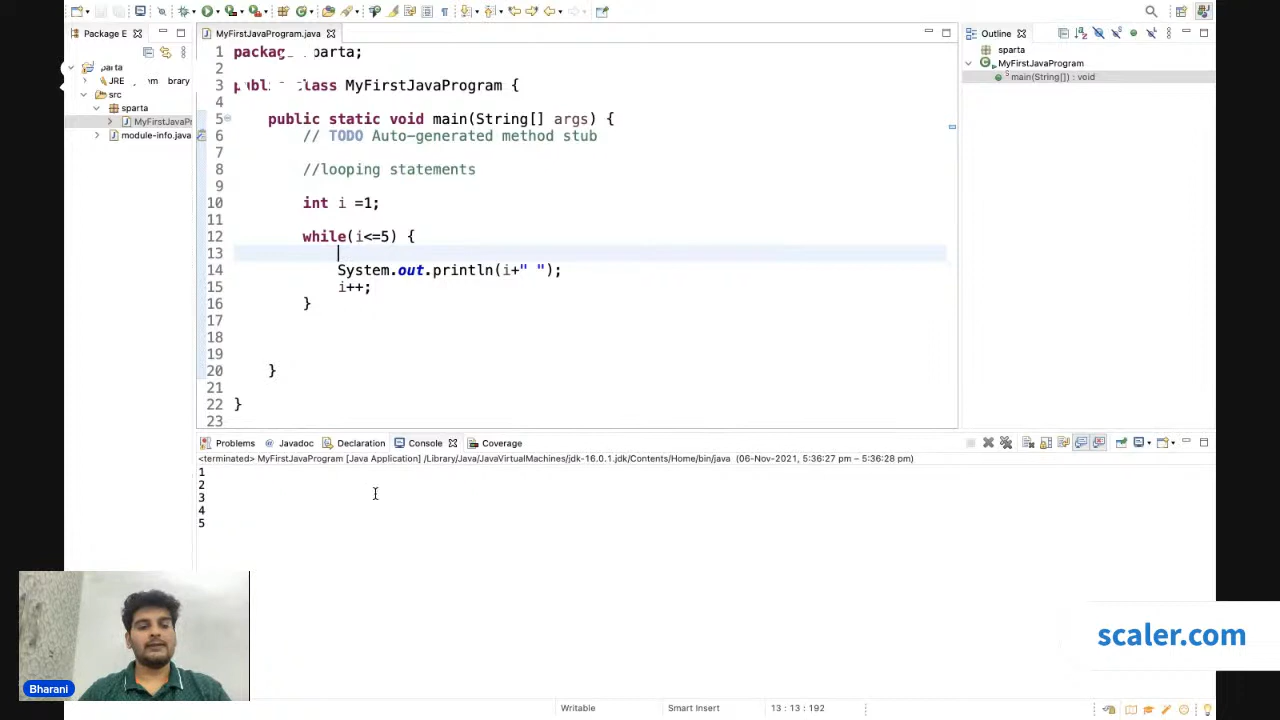 Package E
MyFirstJavaProgram.java
Outline
parta
JRE
brary
src
sparta
MyFirstJavaPr
module-info.java
1
2
3 class MyFirstJavaProgram {
4
5 public static void main(String[] args) {
6 // TODO Auto-generated method stub
7
8 //looping statements
9
10 int i =1;
11
12 while(i<=5) {
13
14 System.out.println(i+" ");
15 i++;
16 }
17
18
19
20 }
21
22 }
23
sparta
MyFirstJavaProgram
main(String[]) : void
Problems @ Javadoc Declaration Console Coverage
<terminated> MyFirstJavaProgram [Java Application] /Library/Java/JavaVirtualMachines/jdk-16.0.1.jdk/Contents/Home/bin/java (06-Nov-2021, 5:36:27 pm – 5:36:28 pm)
1
2
3
4
5
Bharani
scaler.com
Writable Smart Insert 13 : 13 : 192